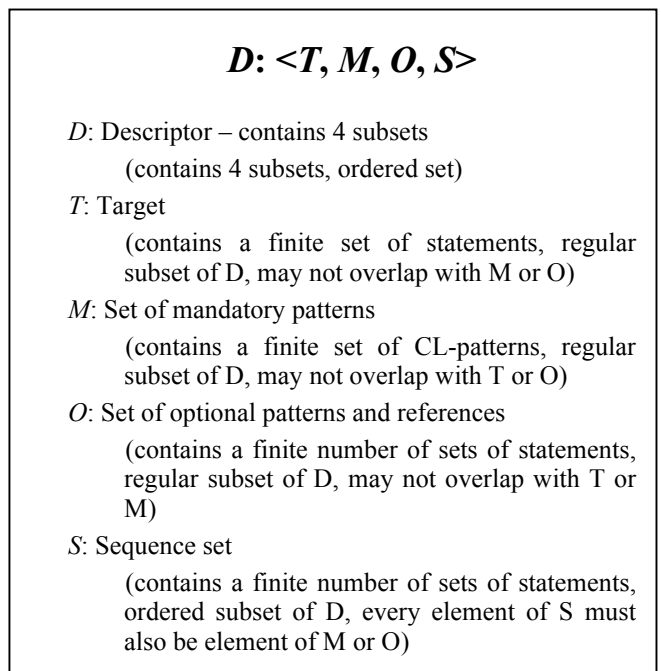 D: <T, M, O, S>
D: Descriptor – contains 4 subsets
(contains 4 subsets, ordered set)
T: Target
(contains a finite set of statements, regular
subset of D, may not overlap with M or O)
M: Set of mandatory patterns
(contains a finite set of CL-patterns, regular
subset of D, may not overlap with T or O)
O: Set of optional patterns and references
(contains a finite number of sets of statements,
regular subset of D, may not overlap with T or
M)
S: Sequence set
(contains a finite number of sets of statements,
ordered subset of D, every element of S must
also be element of M or O)